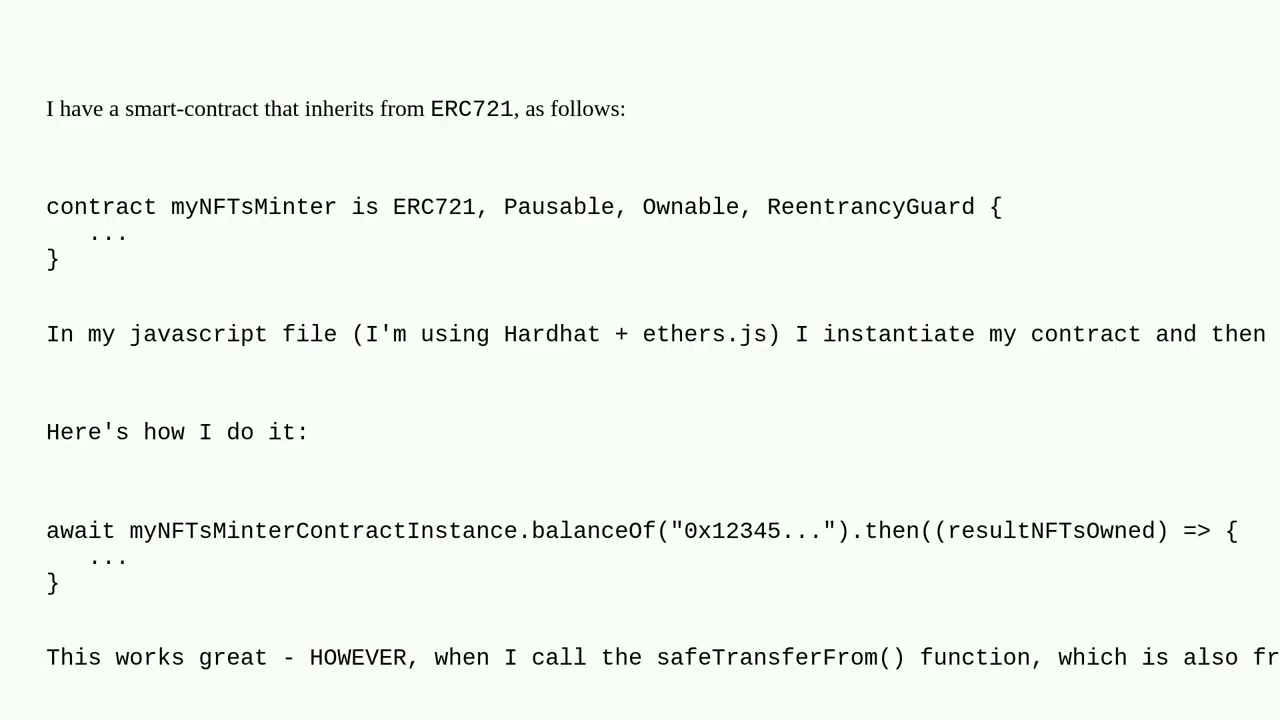 I have a smart-contract that inherits from ERC721, as follows:
contract myNFTsMinter is ERC721, Pausable, Ownable, ReentrancyGuard {
   ...
}
In my javascript file (I'm using Hardhat + ethers.js) I instantiate my contract and then
Here's how I do it:
await myNFTsMinterContractInstance.balanceOf("0x12345...").then((resultNFTsOwned) => {
   ...
}
This works great - HOWEVER, when I call the safeTransferFrom() function, which is also